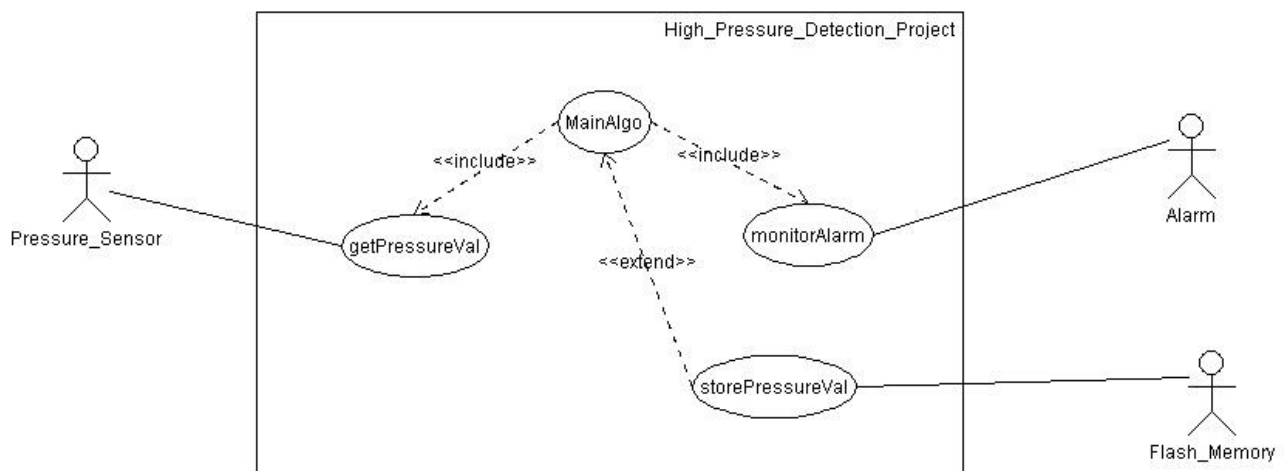 High_Pressure_Detection_Project
MainAlgo
<<include>>
<<include>>
Pressure_Sensor
getPressureVal
monitorAlarm
Alarm
<<extend>>
storePressureVal
Flash_Memory